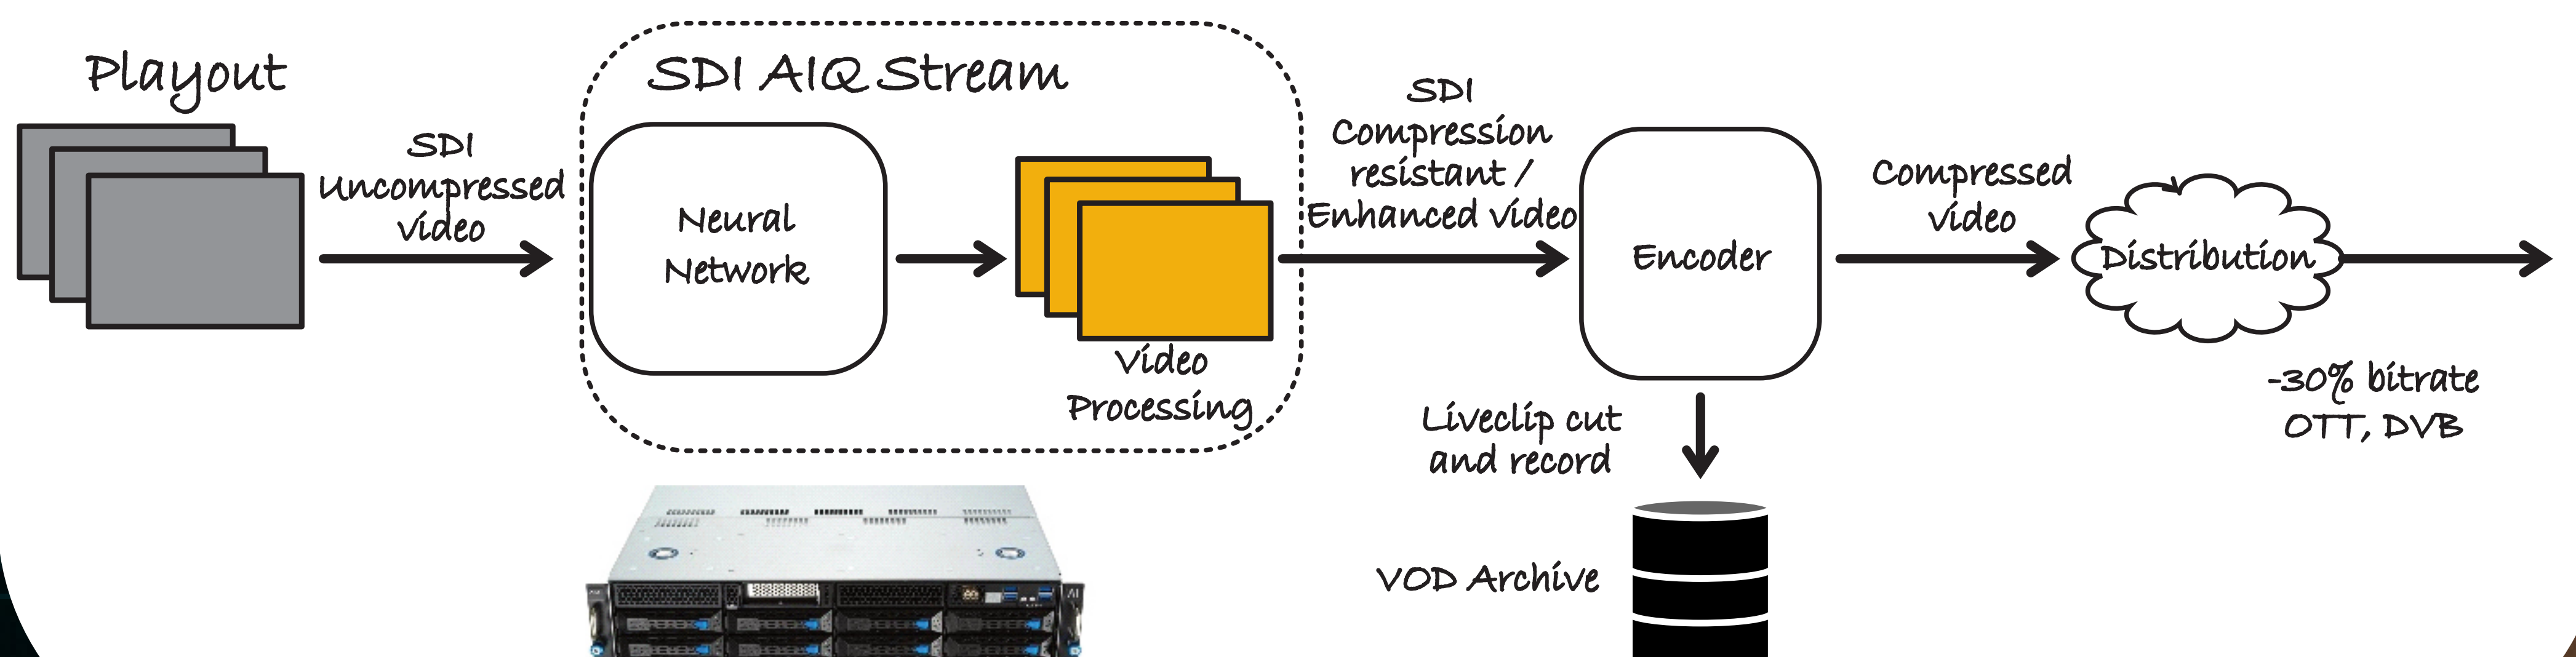 Playout
SDI
Uncompressed
video
SDI AIQ Stream
Neural
Network
Video
Processing
SDI
Compression
resistant /
Enhanced video
Encoder
Compressed
video
Distribution
-30% bitrate
OTT, DVB
Liveclip cut
and record
VOD Archive